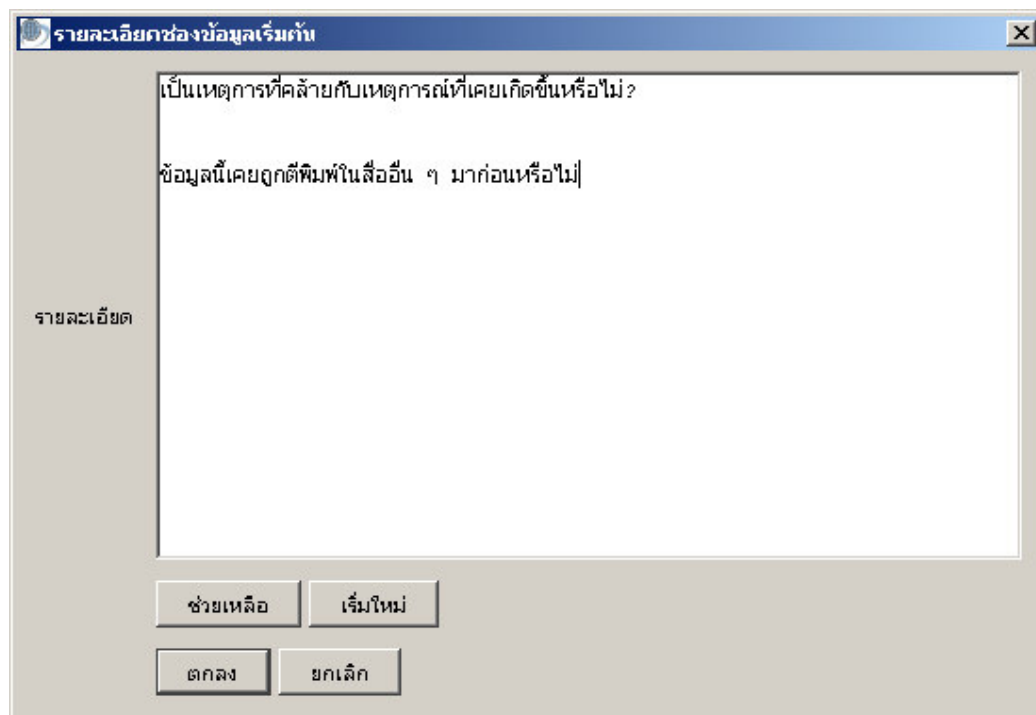 รายละเอียดช่องข้อมูลเริ่มต้น
เป็นเหตุการที่คล้ายกับเหตุการณ์ที่เคยเกิดขึ้นหรือไม่?
ข้อมูลนี้เคยถูกตีพิมพ์ในสื่ออื่น ๆ มาก่อนหรือไม่
รายละเอียด
ช่วยเหลือ เริ่มใหม่
ตกลง ยกเลิก